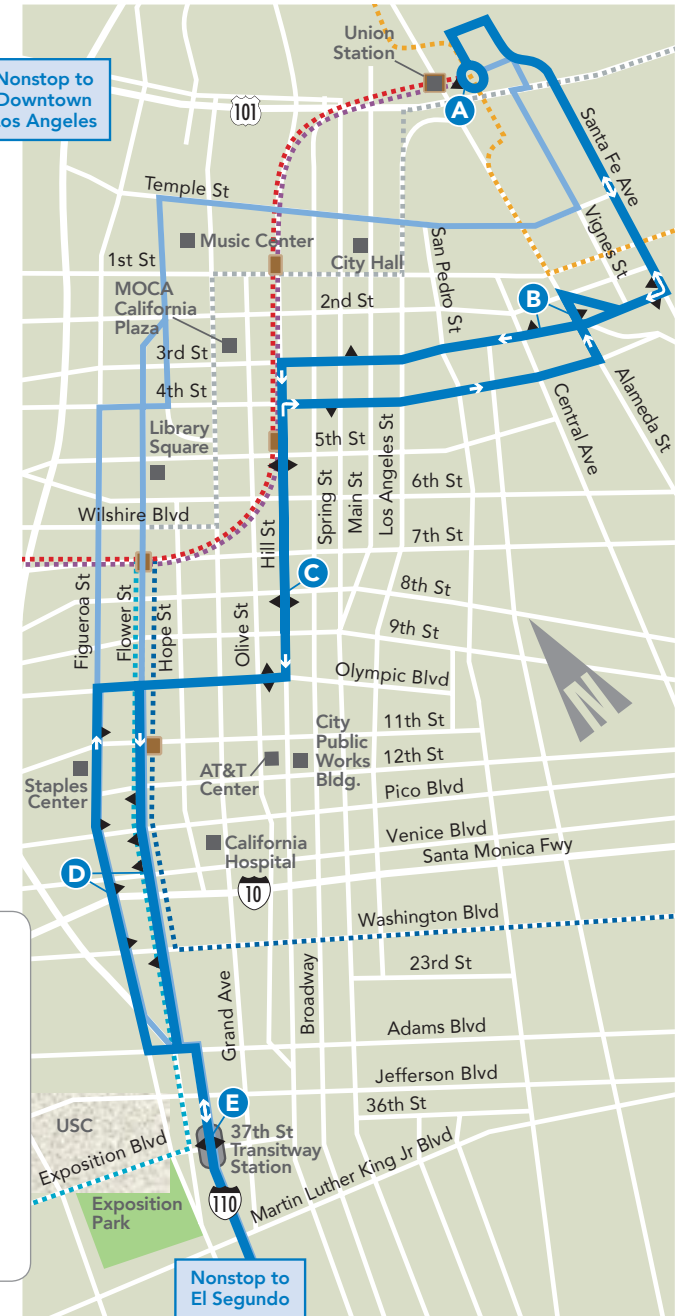 Union
Station
Nonstop to
Downtown
Los Angeles
A
101
Santa Fe Ave
Temple St
Vignes St
Music Center
City Hall
San Pedro St
1st St
MOCA
California
Plaza
2nd St
B
3rd St
4th St
Alameda St
Central Ave
Library
Square
5th St
Spring St
Main St
Los Angeles St
6th St
Wilshire Blvd
Hill St
7th St
C
8th St
Figueroa St
Flower St
Hope St
Olive St
9th St
Olympic Blvd
N
11th St
City
Public
Works
Bldg.
12th St
AT&T
Center
Staples
Center
Pico Blvd
Venice Blvd
California
Hospital
Santa Monica Fwy
D
10
Washington Blvd
23rd St
Grand Ave
Broadway
Adams Blvd
Jefferson Blvd
36th St
E
USC
37th St
Transitway
Station
Exposition Blvd
Martin Luther King Jr Blvd
110
Exposition
Park
Nonstop to
El Segundo